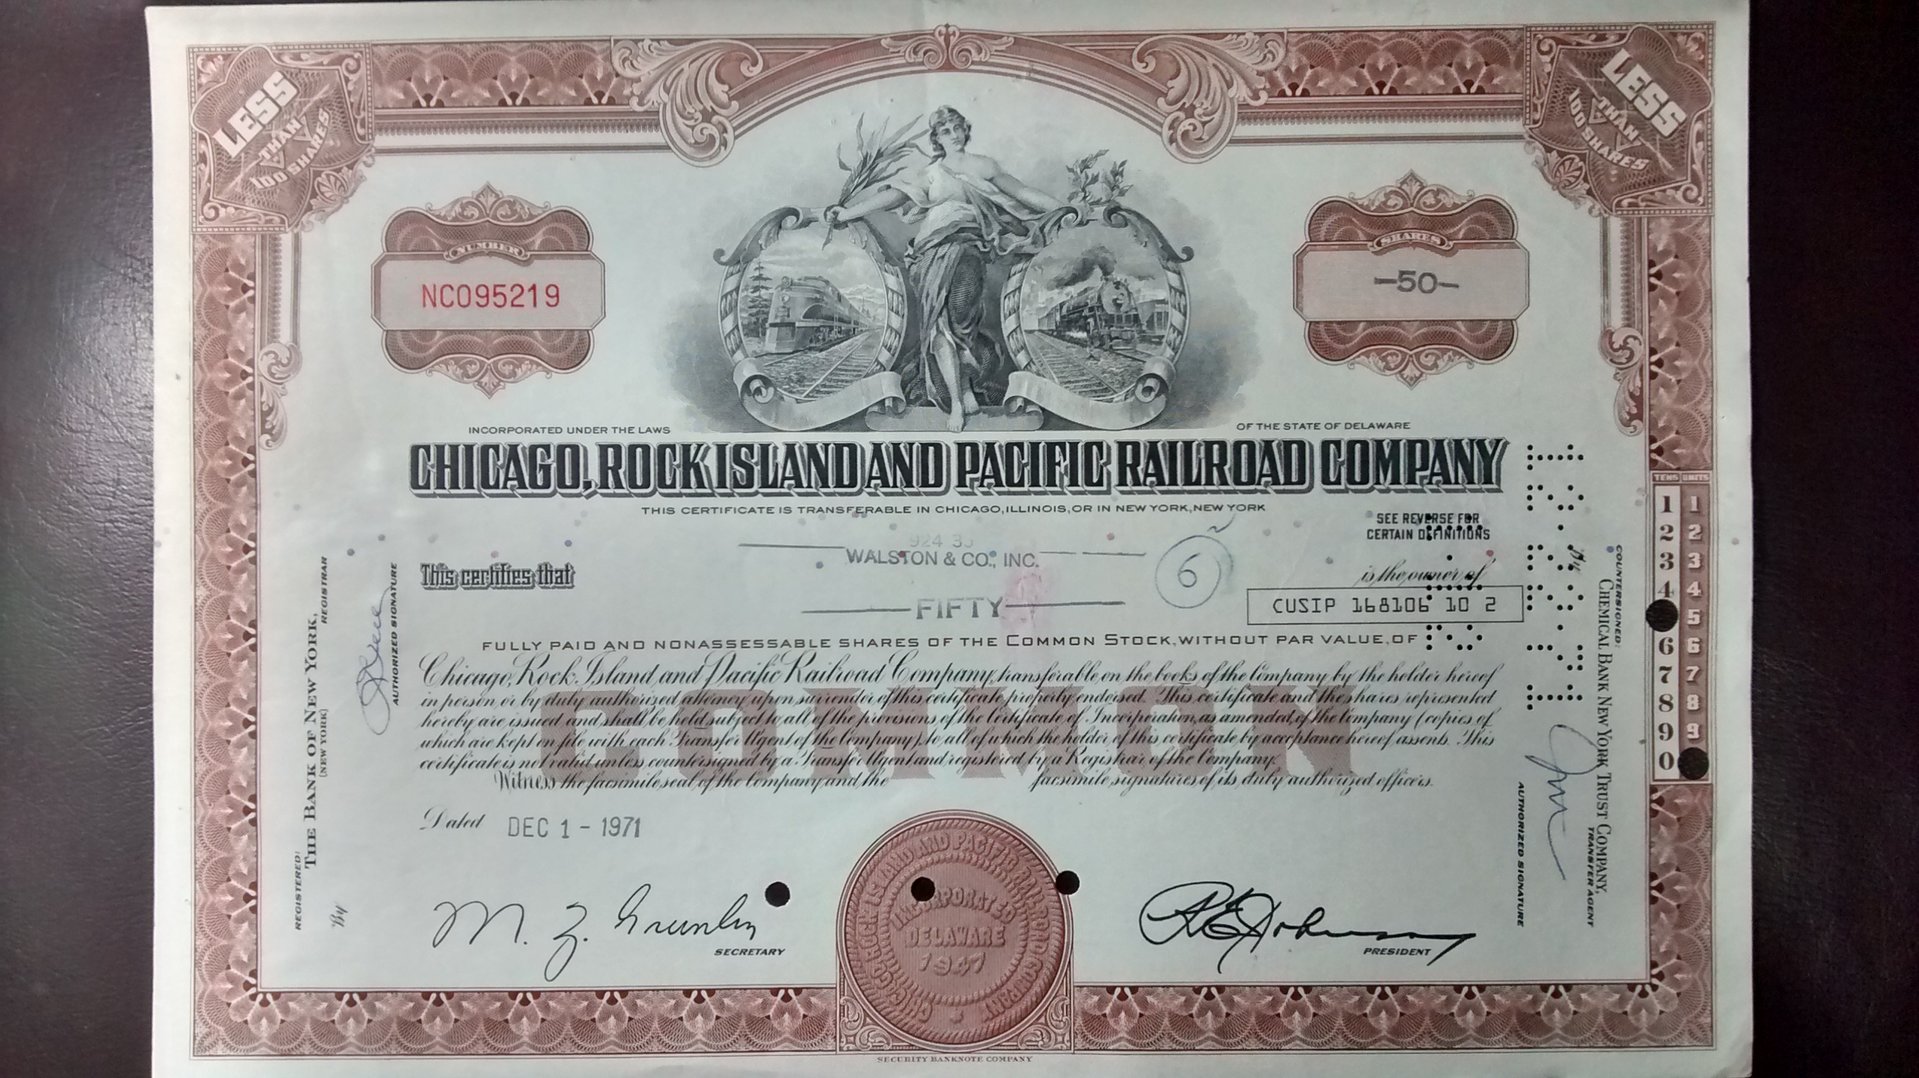 LESS
THAN
100 SHARES
LESS
THAN
100 SHARES
NUMBER
NC095219
SHARES
-50-
INCORPORATED UNDER THE LAWS
OF THE STATE OF DELAWARE
CHICAGO, ROCK ISLAND AND PACIFIC RAILROAD COMPANY
THIS CERTIFICATE IS TRANSFERABLE IN CHICAGO, ILLINOIS, OR IN NEW YORK, NEW YORK
SEE REVERSE FOR
CERTAIN DEFINITIONS
924 35
WALSTON & CO., INC.
6
This certifies that
is the owner of
FIFTY
CUSIP 168106 10 2
FULLY PAID AND NONASSESSABLE SHARES OF THE COMMON STOCK, WITHOUT PAR VALUE, OF
Chicago, Rock Island and Pacific Railroad Company, transferable on the books of the Company by the holder hereof
in person or by duly authorized attorney upon surrender of this certificate properly endorsed. This certificate and the shares represented
hereby are issued and shall be held subject to all of the provisions of the Certificate of Incorporation, as amended, of the Company (copies of
which are kept on file with each Transfer Agent of the Company), to all of which the holder of this certificate by acceptance hereof assents. This
certificate is not valid unless countersigned by a Transfer Agent and registered by a Registrar of the Company.
COMMON
Witness the facsimile seal of the Company and the facsimile signatures of its duly authorized officers.
Dated DEC 1 - 1971
SECRETARY
PRESIDENT
CHICAGO, ROCK ISLAND AND PACIFIC RAILROAD COMPANY
INCORPORATED
DELAWARE
1947
SECURITY BANKNOTE COMPANY
REGISTERED:
THE BANK OF NEW YORK,
(NEW YORK)
REGISTRAR
By
AUTHORIZED SIGNATURE
COUNTERSIGNED:
CHEMICAL BANK NEW YORK TRUST COMPANY,
TRANSFER AGENT
By
AUTHORIZED SIGNATURE
TENS UNITS
1 1
2 2
3 3
4 4
5
6 6
7 7
8 8
9 9
0